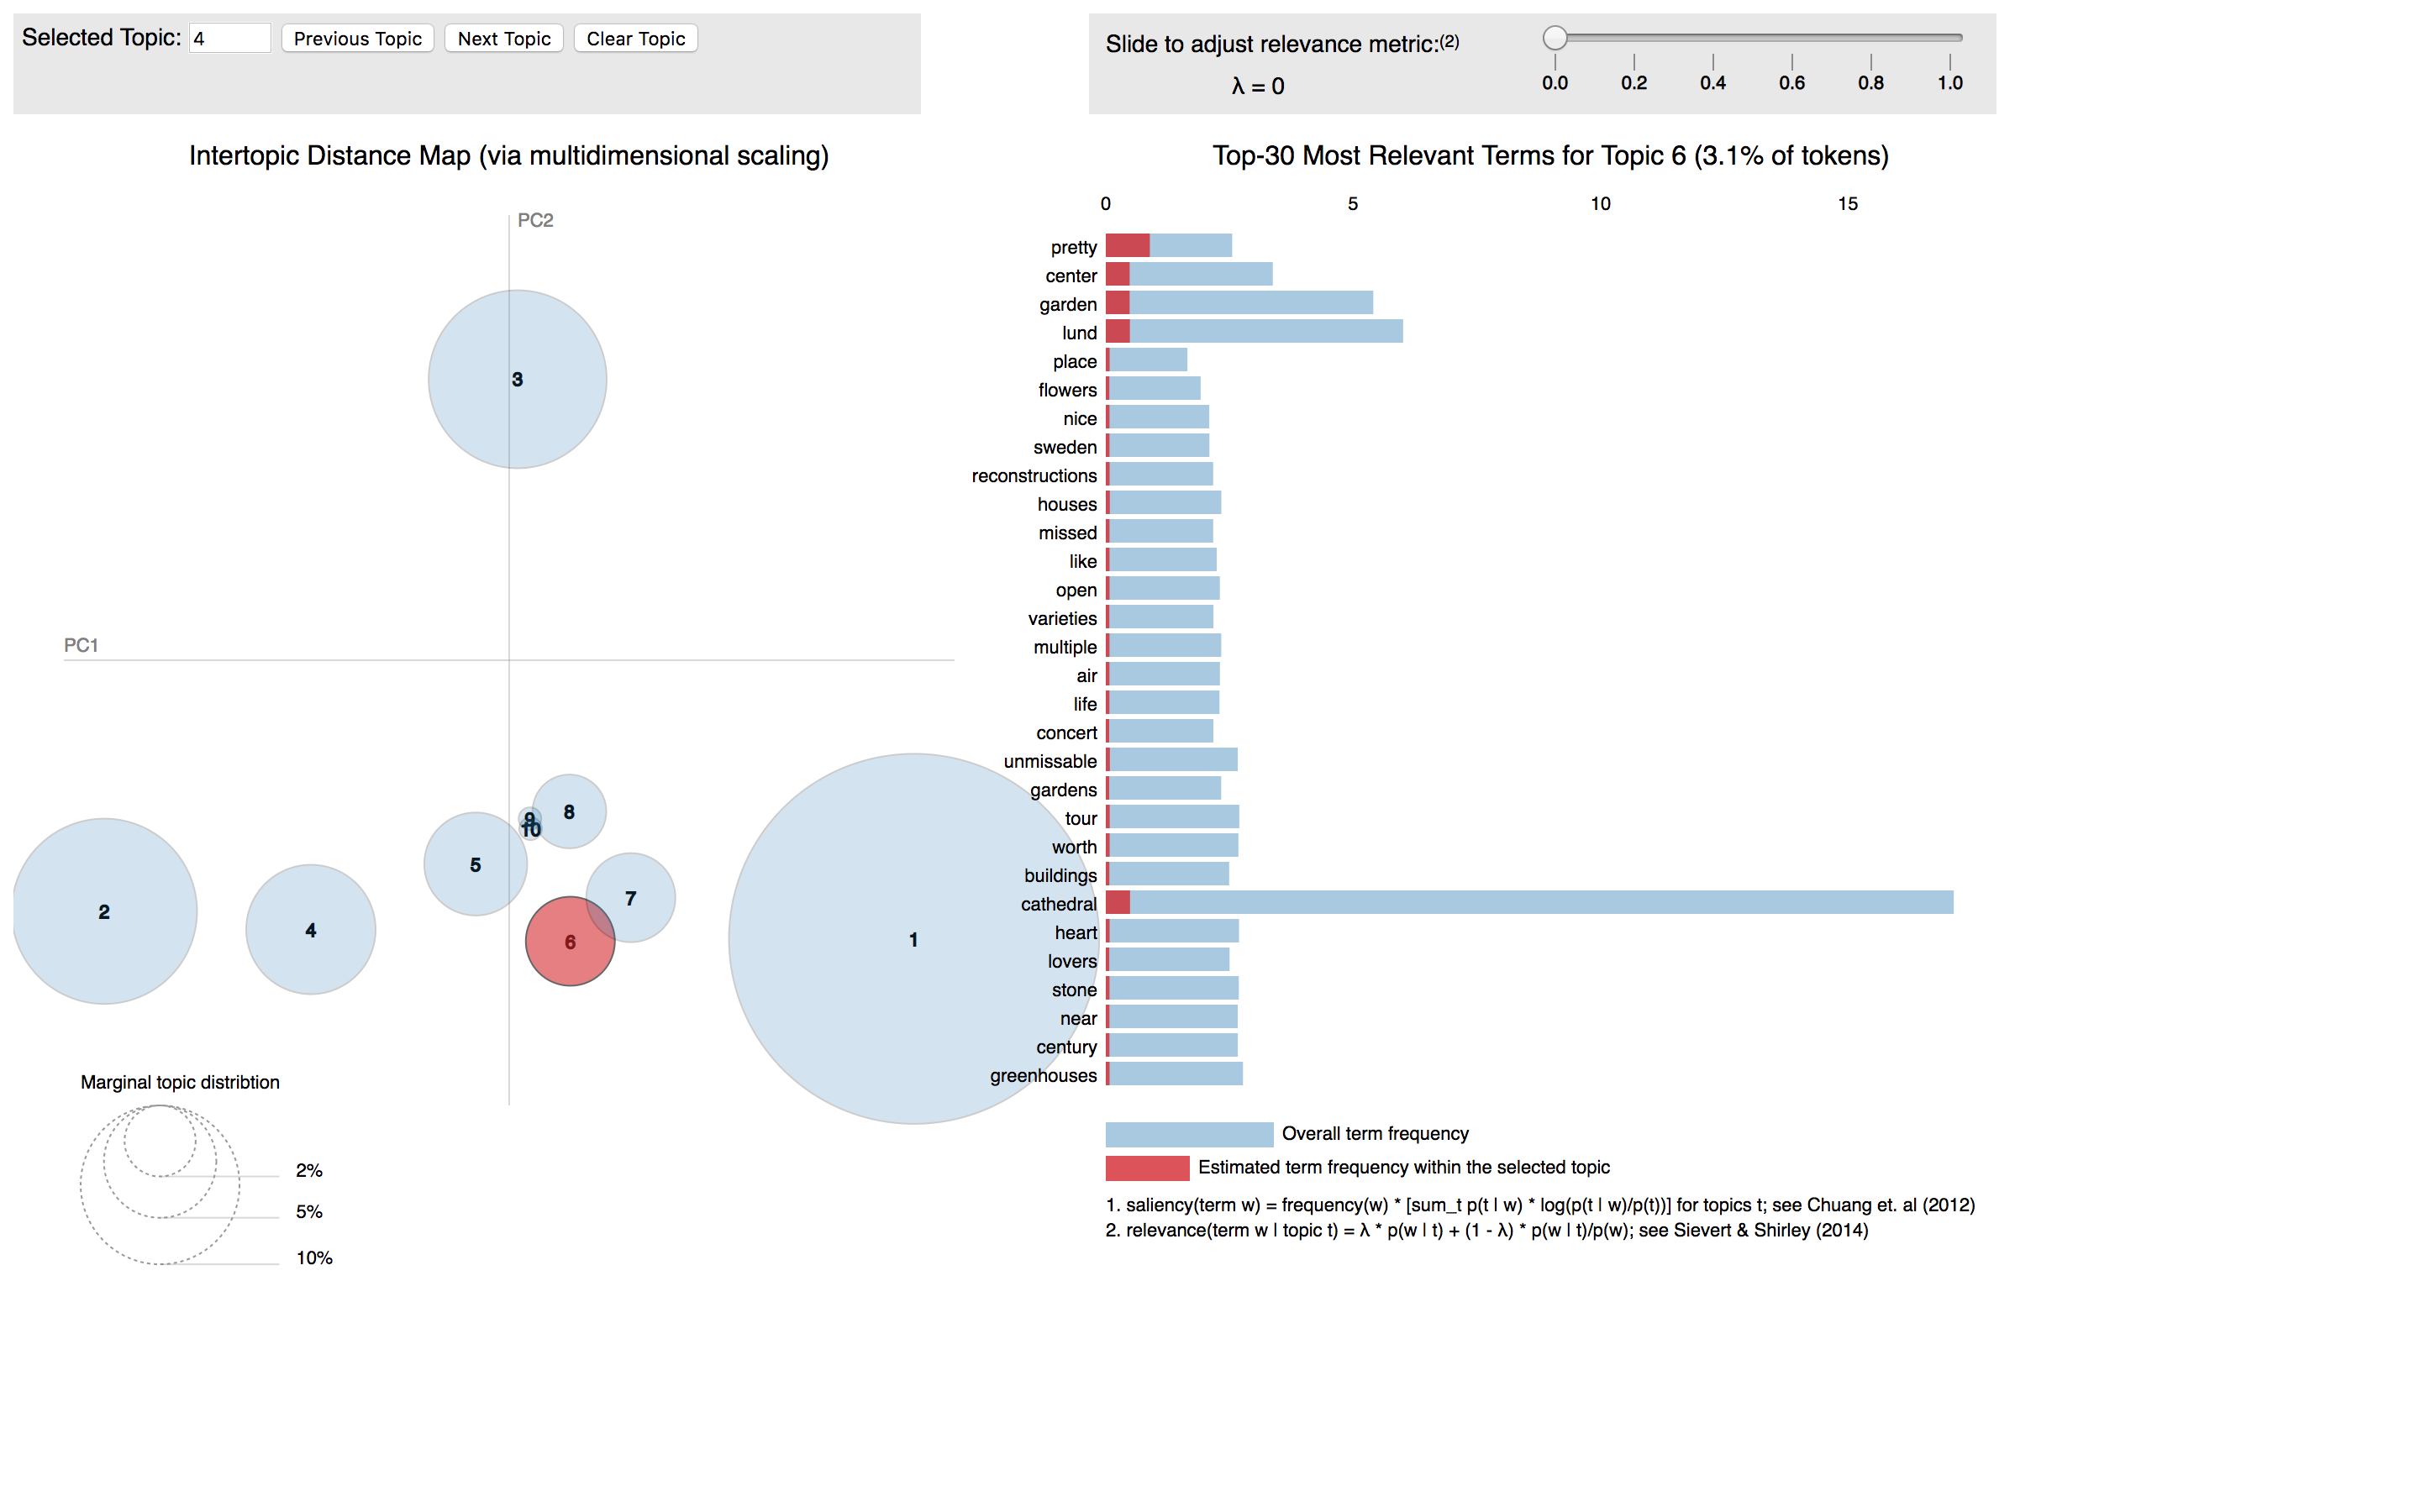 Selected Topic: 4 Previous Topic Next Topic Clear Topic
Slide to adjust relevance metric:(2)
λ = 0
0.0 0.2 0.4 0.6 0.8 1.0
Intertopic Distance Map (via multidimensional scaling)
PC2
3
PC1
8
9
10
5
7
2
4
6
1
Marginal topic distribtion
2%
5%
10%
Top-30 Most Relevant Terms for Topic 6 (3.1% of tokens)
0 5 10 15
pretty
center
garden
lund
place
flowers
nice
sweden
reconstructions
houses
missed
like
open
varieties
multiple
air
life
concert
unmissable
gardens
tour
worth
buildings
cathedral
heart
lovers
stone
near
century
greenhouses
Overall term frequency
Estimated term frequency within the selected topic
1. saliency(term w) = frequency(w) * [sum_t p(t | w) * log(p(t | w)/p(t))] for topics t; see Chuang et. al (2012)
2. relevance(term w | topic t) = λ * p(w | t) + (1 - λ) * p(w | t)/p(w); see Sievert & Shirley (2014)